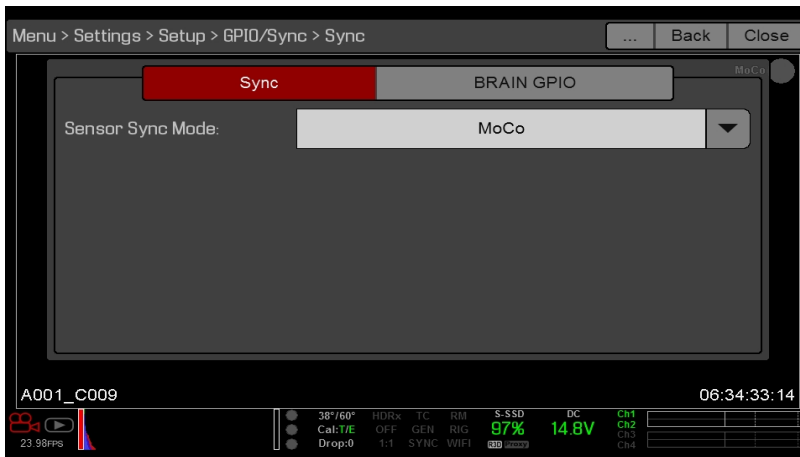 Menu > Settings > Setup > GPIO/Sync > Sync ... Back Close
MoCo
Sync BRAIN GPIO
Sensor Sync Mode: MoCo
A001_C009 06:34:33:14
38°/60° HDRx TC RM S-SSD DC Ch1
Cal:T/E OFF GEN RIG 97% 14.8V Ch2
Ch3
23.98FPS Drop:0 1:1 SYNC WIFI R3D Proxy Ch4